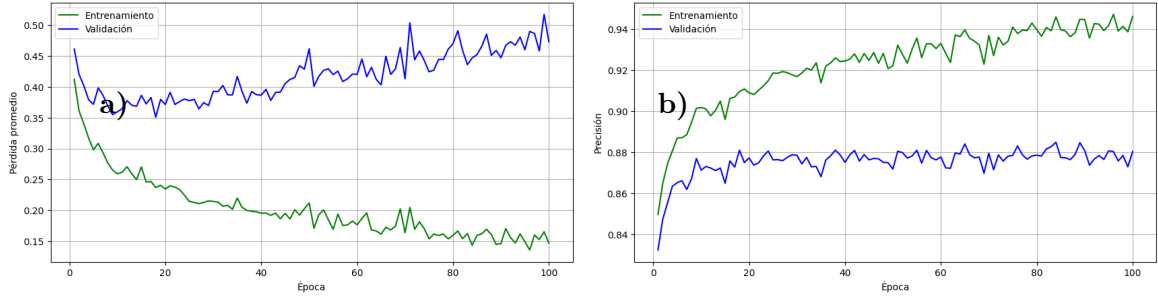 0.50
0.45
0.40
0.35
0.30
0.25
0.20
0.15
Pérdida promedio
Entrenamiento
Validación
a)
0 20 40 60 80 100
Época
0.94
0.92
0.90
0.88
0.86
0.84
Precisión
Entrenamiento
Validación
b)
0 20 40 60 80 100
Época